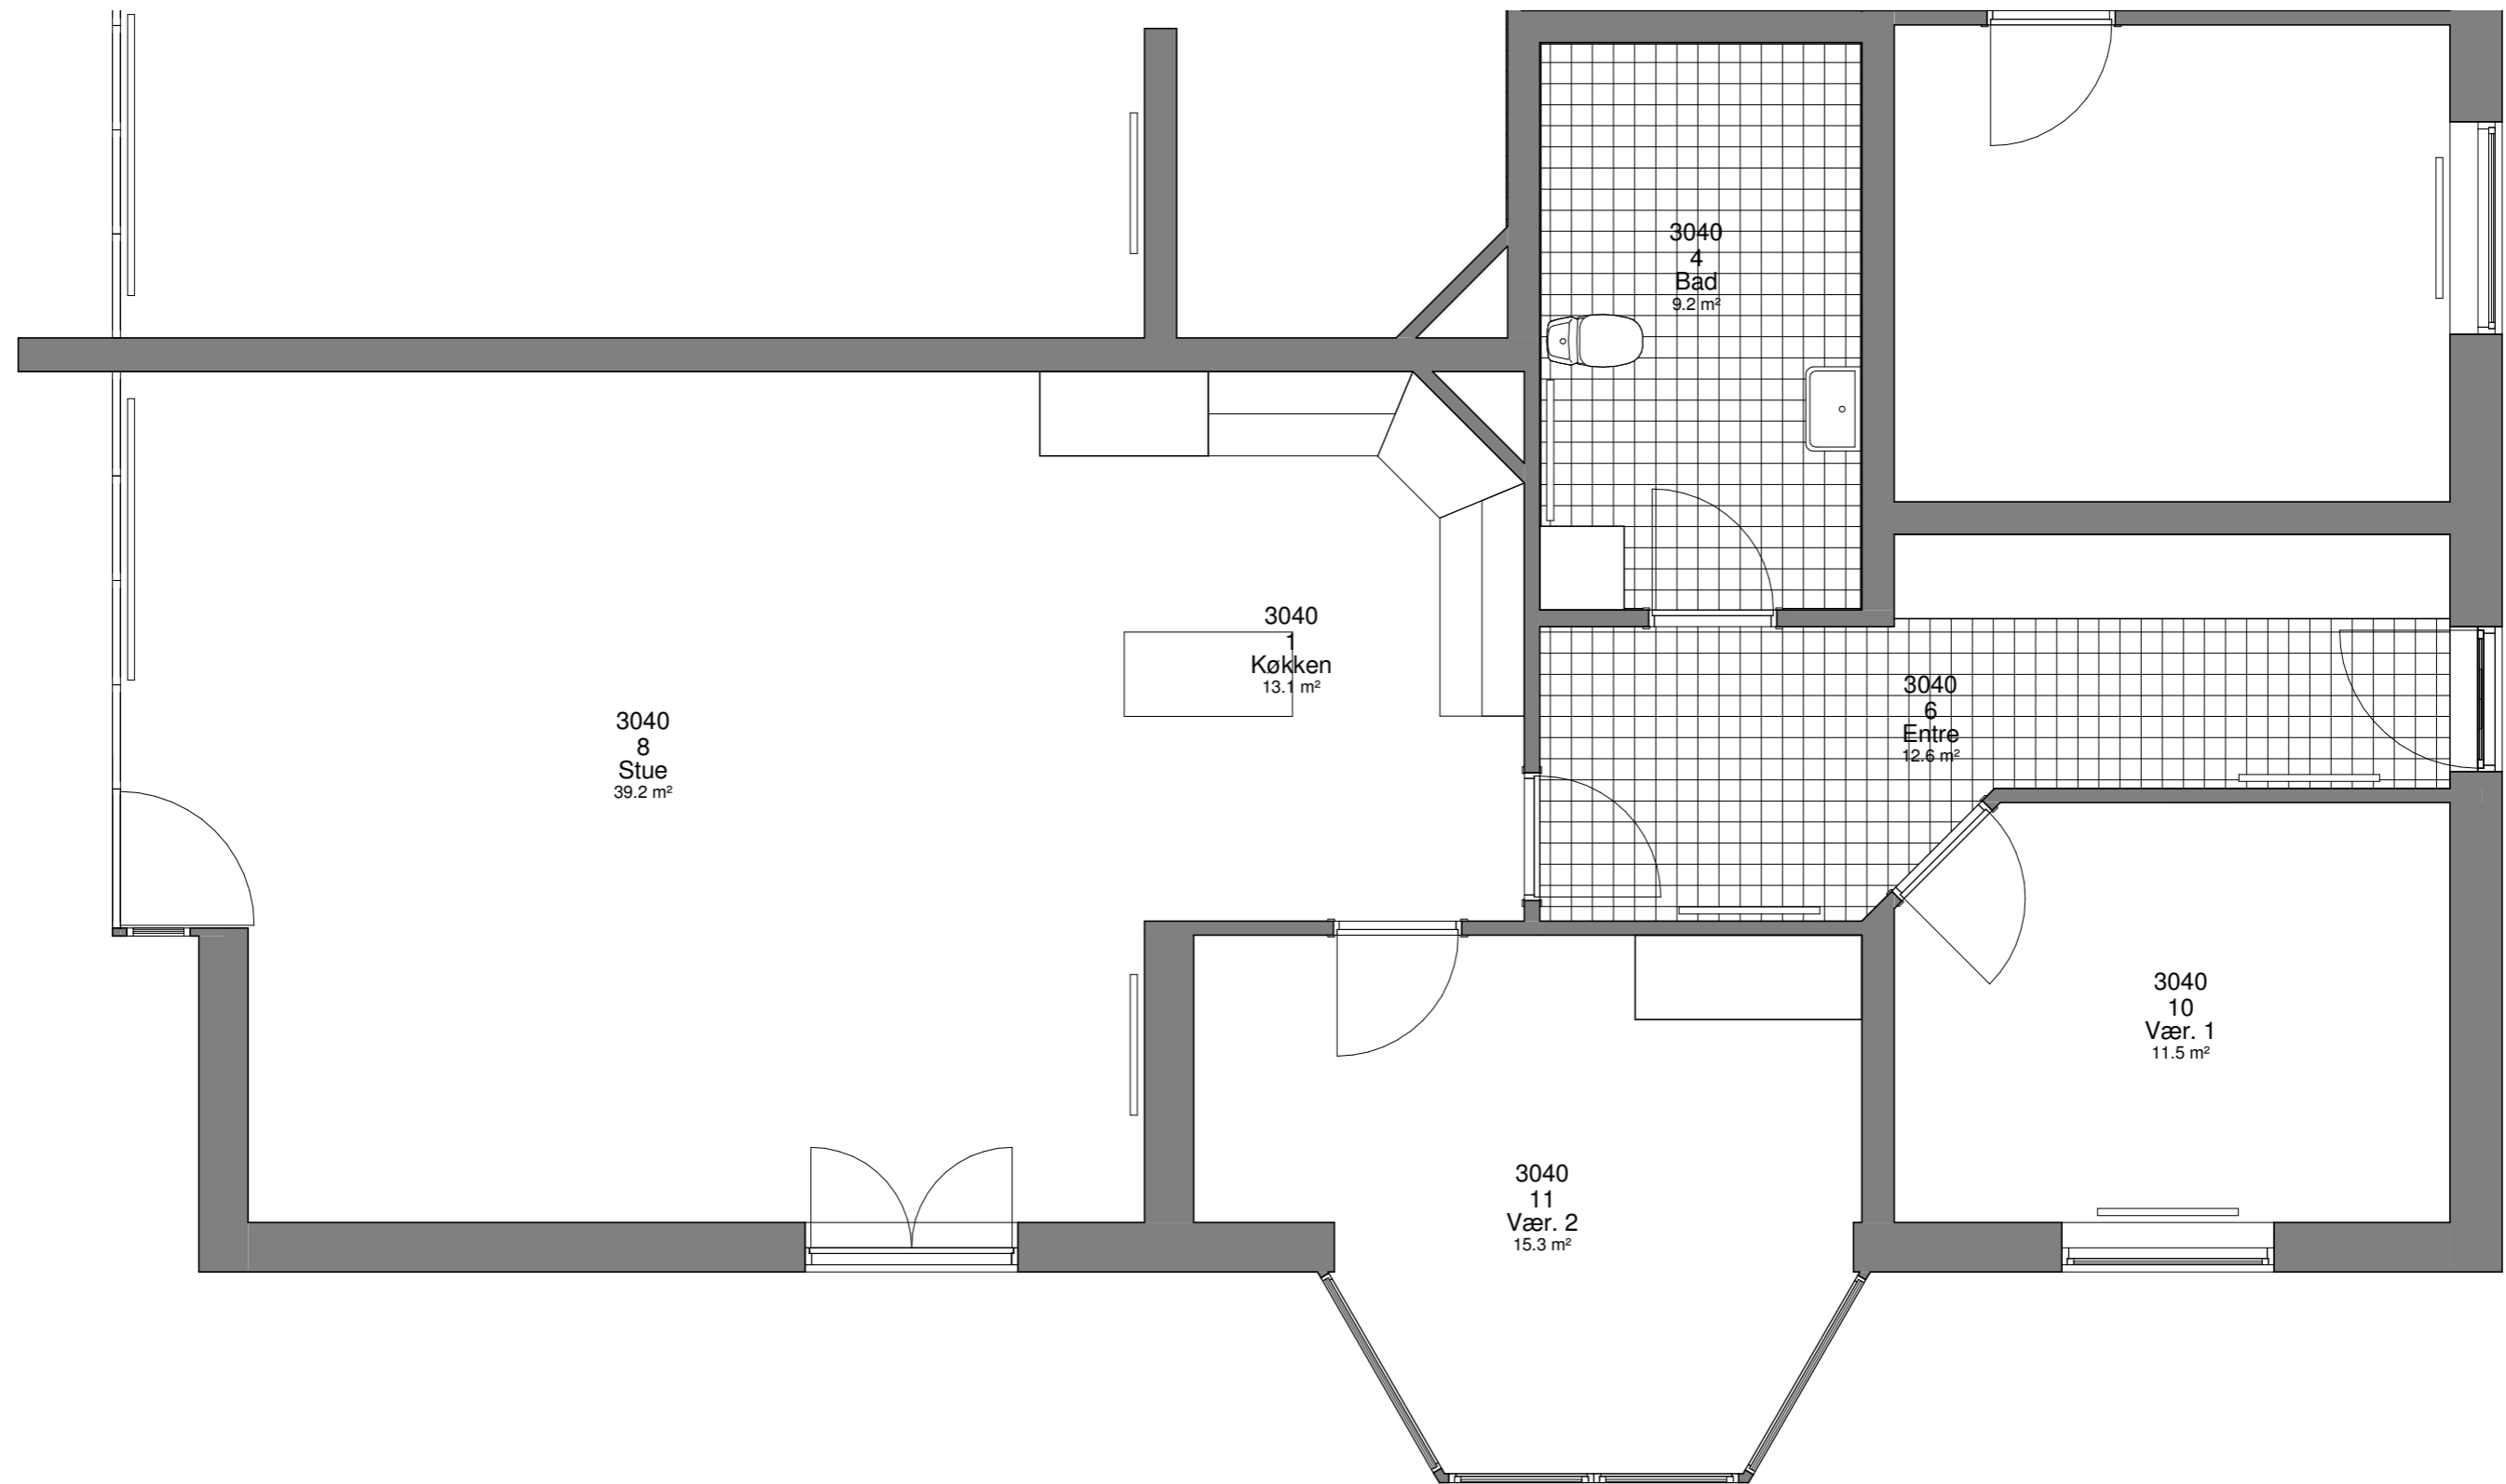 3040
4
Bad
9.2 m²
3040
1
Køkken
13.1 m²
3040
6
Entre
12.6 m²
3040
8
Stue
39.2 m²
3040
10
Vær. 1
11.5 m²
3040
11
Vær. 2
15.3 m²